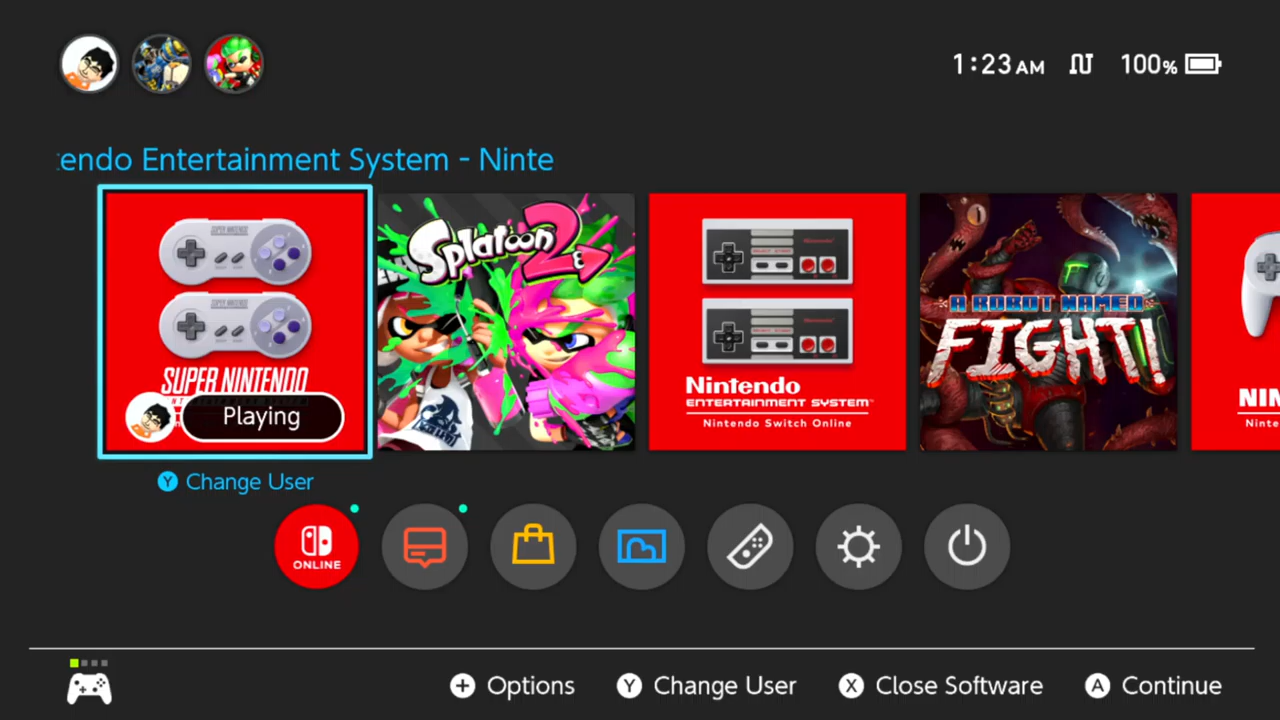 1:23 AM 100%
endo Entertainment System - Ninte
SUPER NINTENDO
Playing
Splatoon 2
Nintendo
ENTERTAINMENT SYSTEM™
Nintendo Switch Online
A ROBOT NAMED
FIGHT!
NIN
Ninte
Y Change User
ONLINE
+ Options Y Change User X Close Software A Continue